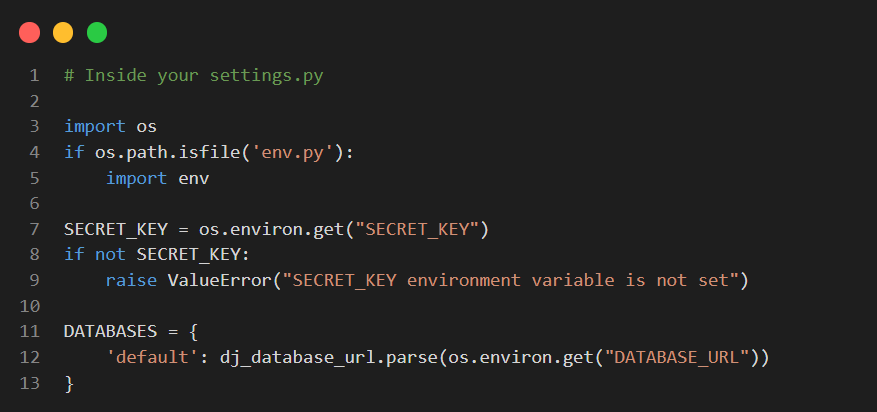 1 # Inside your settings.py
2
3 import os
4 if os.path.isfile('env.py'):
5     import env
6
7 SECRET_KEY = os.environ.get("SECRET_KEY")
8 if not SECRET_KEY:
9     raise ValueError("SECRET_KEY environment variable is not set")
10
11 DATABASES = {
12     'default': dj_database_url.parse(os.environ.get("DATABASE_URL"))
13 }